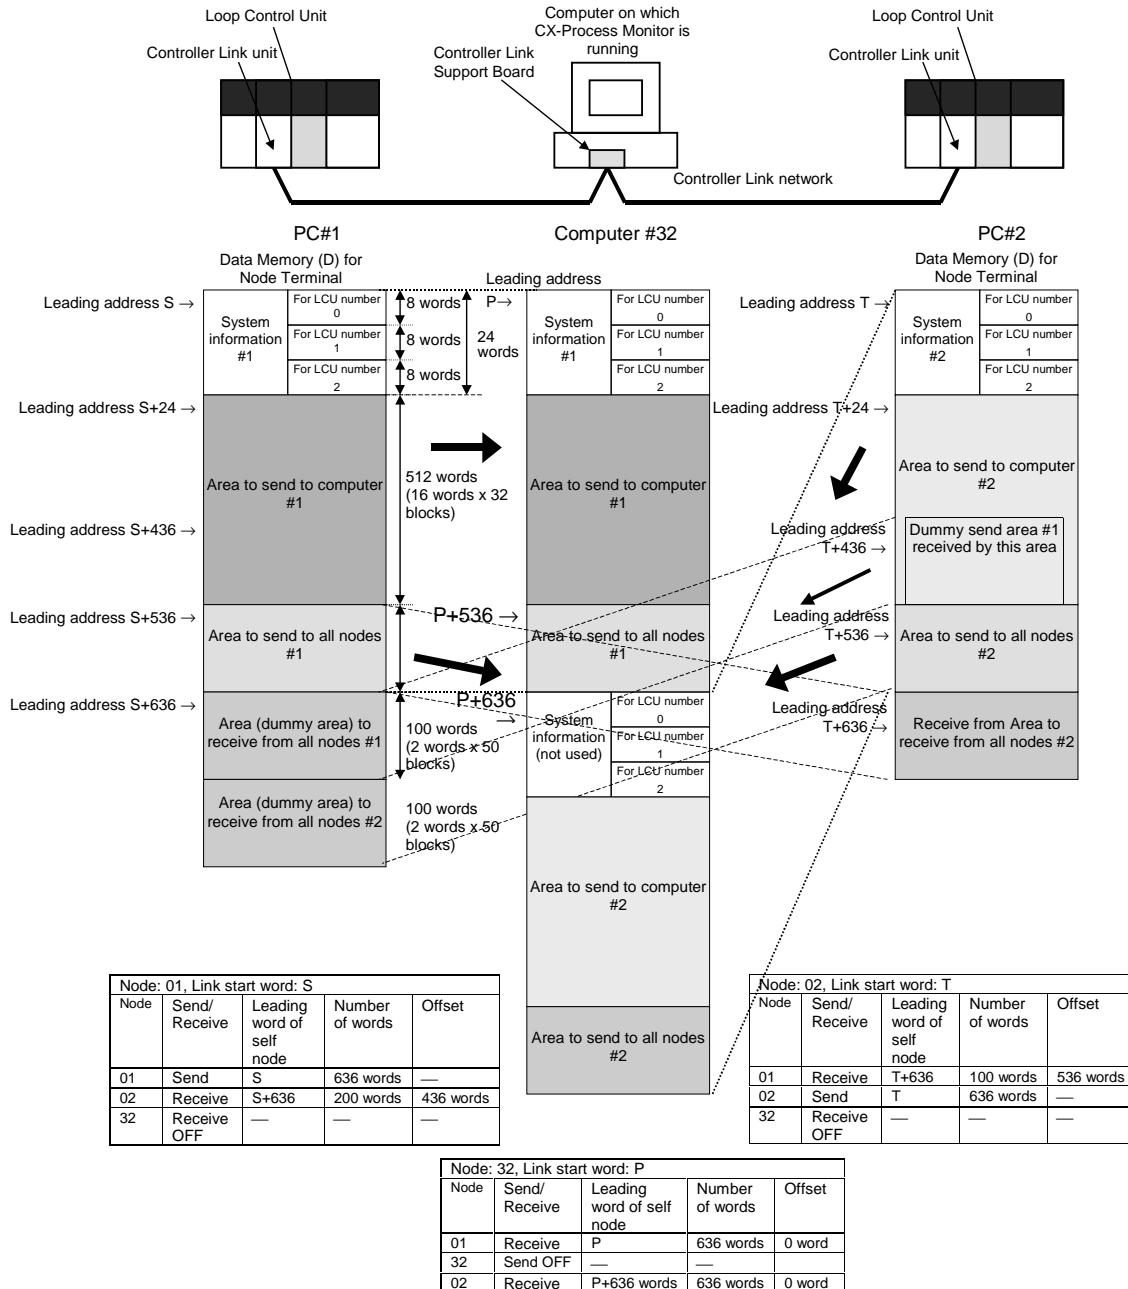 Loop Control Unit
Controller Link unit
Computer on which
CX-Process Monitor is
running
Controller Link
Support Board
Loop Control Unit
Controller Link unit
Controller Link network
PC#1
Computer #32
PC#2
Data Memory (D) for
Node Terminal
Leading address
P→
Data Memory (D) for
Node Terminal
Leading address S →
System
information
#1
For LCU number
0
For LCU number
1
For LCU number
2
8 words
8 words
8 words
24
words
System
information
#1
For LCU number
0
For LCU number
1
For LCU number
2
Leading address T →
System
information
#2
For LCU number
0
For LCU number
1
For LCU number
2
Leading address S+24 →
Area to send to computer
#1
512 words
(16 words x 32
blocks)
Area to send to computer
#1
Leading address T+24 →
Area to send to computer
#2
Leading address S+436 →
Leading address
T+436 →
Dummy send area #1
received by this area
Leading address S+536 →
Area to send to all nodes
#1
P+536 →
Area to send to all nodes
#1
Leading address
T+536 →
Area to send to all nodes
#2
Leading address S+636 →
Area (dummy area) to
receive from all nodes #1
100 words
(2 words x 50
blocks)
P+636
→
System
information
(not used)
For LCU number
0
For LCU number
1
For LCU number
2
Leading address
T+636 →
Receive from Area to
receive from all nodes #2
Area (dummy area) to
receive from all nodes #2
100 words
(2 words x 50
blocks)
Area to send to computer
#2
Area to send to all nodes
#2
Node: 01, Link start word: S
Node Send/ Leading Number Offset
Receive word of of words
self
node
01 Send S 636 words —
02 Receive S+636 200 words 436 words
32 Receive — — —
OFF
Node: 02, Link start word: T
Node Send/ Leading Number Offset
Receive word of of words
self
node
01 Receive T+636 100 words 536 words
02 Send T 636 words —
32 Receive — — —
OFF
Node: 32, Link start word: P
Node Send/ Leading Number Offset
Receive word of self of words
node
01 Receive P 636 words 0 word
32 Send OFF — —
02 Receive P+636 words 636 words 0 word